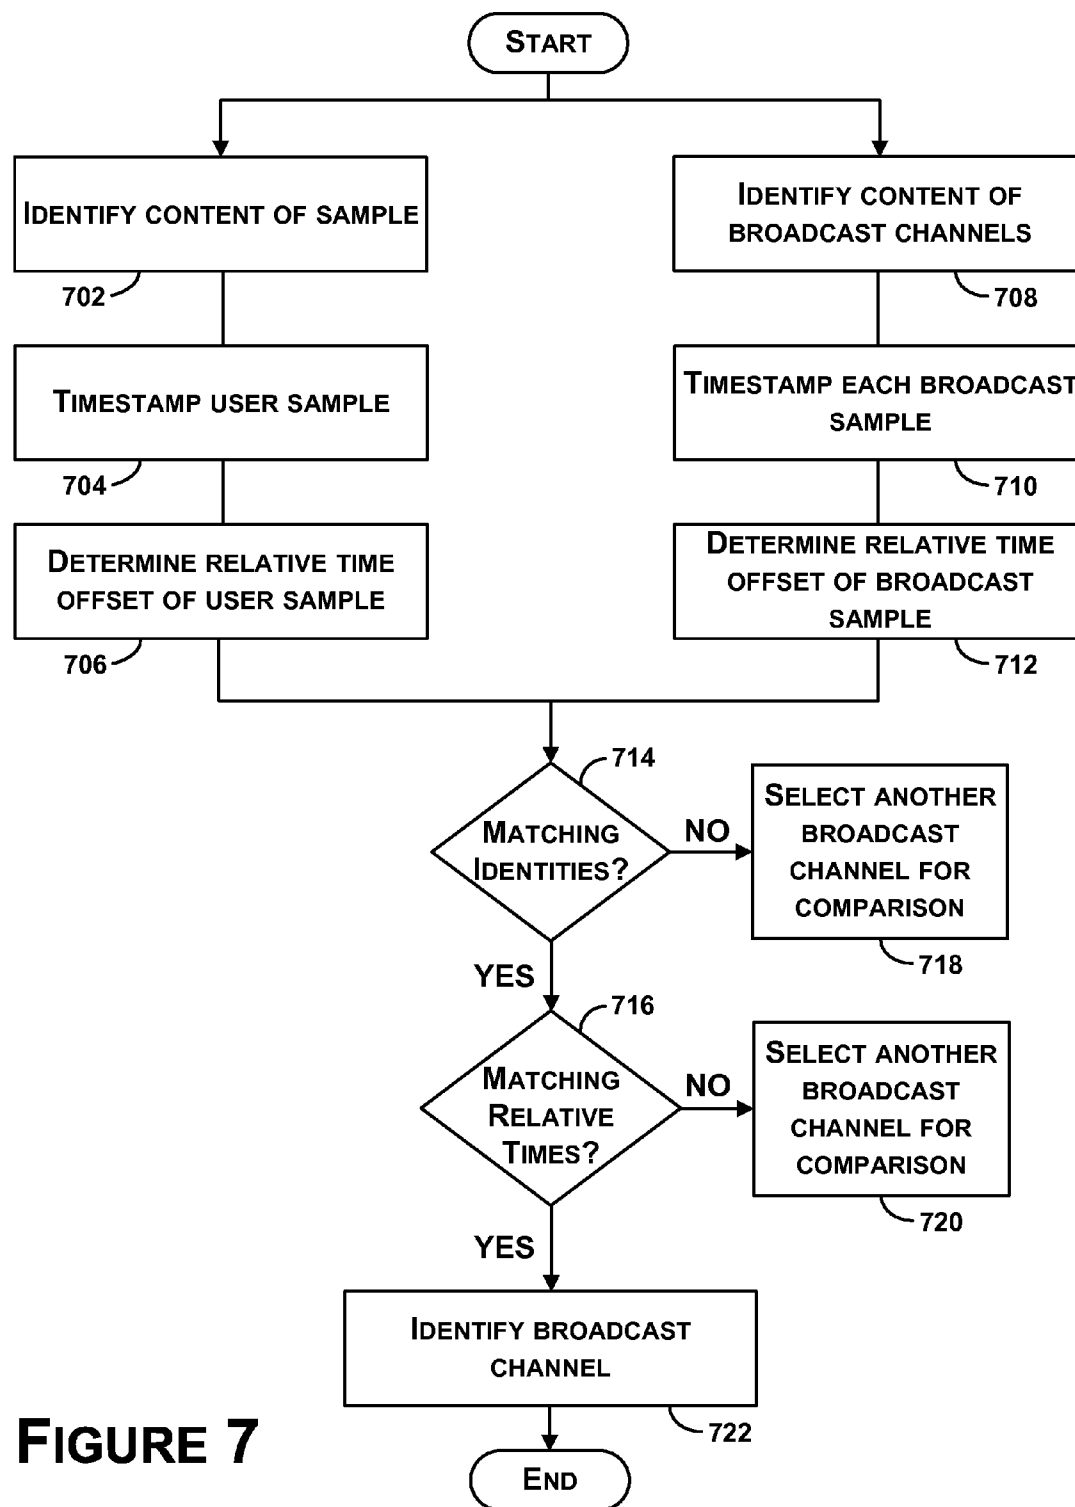 START
IDENTIFY CONTENT OF SAMPLE
702
TIMESTAMP USER SAMPLE
704
DETERMINE RELATIVE TIME
OFFSET OF USER SAMPLE
706
IDENTIFY CONTENT OF
BROADCAST CHANNELS
708
TIMESTAMP EACH BROADCAST
SAMPLE
710
DETERMINE RELATIVE TIME
OFFSET OF BROADCAST
SAMPLE
712
714
MATCHING
IDENTITIES?
NO
SELECT ANOTHER
BROADCAST
CHANNEL FOR
COMPARISON
718
YES
716
MATCHING
RELATIVE
TIMES?
NO
SELECT ANOTHER
BROADCAST
CHANNEL FOR
COMPARISON
720
YES
IDENTIFY BROADCAST
CHANNEL
722
END
FIGURE 7